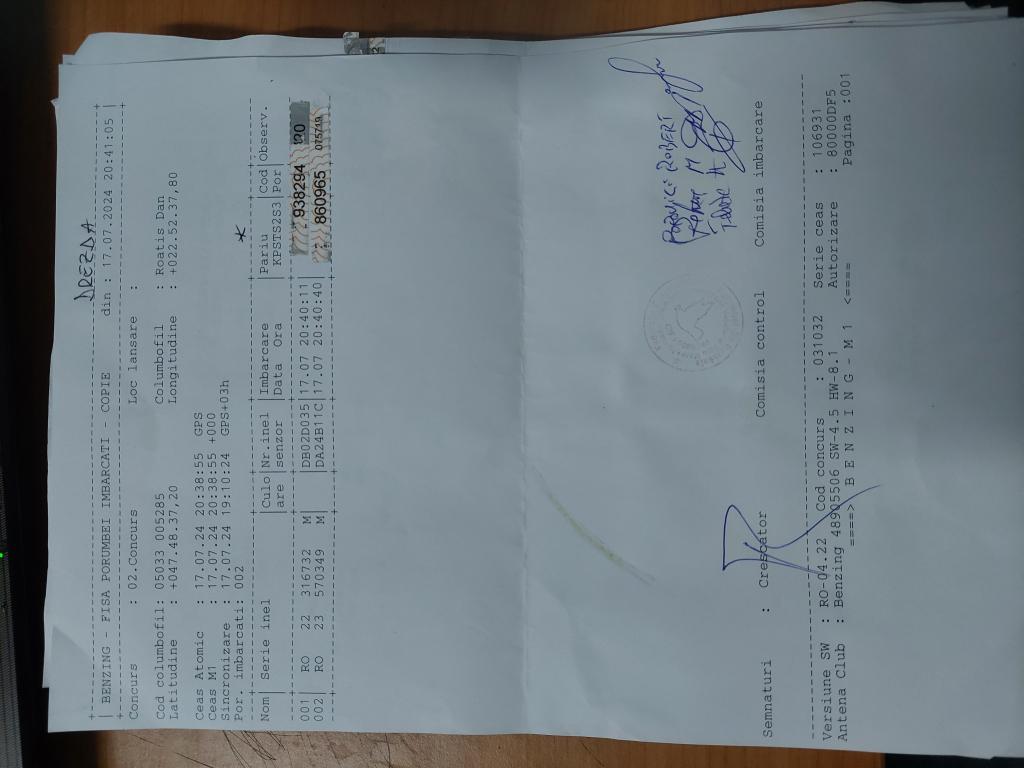 DREZDA
| BENZING - FISA PORUMBEI IMBARCATI - COPIE din : 17.07.2024 20:41:05 |
Concurs : 02.Concurs Loc lansare :
Cod columbofil: 05033 005285 Columbofil : Roatis Dan
Latitudine : +047.48.37,20 Longitudine : +022.52.37,80
Ceas Atomic : 17.07.24 20:38:55 GPS
Ceas M1 : 17.07.24 20:38:55 +000
Sincronizare : 17.07.24 19:10:24 GPS+03h
Por. imbarcati: 002
*
Nom | Serie inel |Culo|Nr.inel |Imbarcare | Pariu |Cod|Observ.
| |are |senzor |Data Ora | KPSTS2S3|Por|
001| RO 22 316732 M | |DB02D035|17.07 20:40:11| 938294
002| RO 23 570349 M | |DA24B11C|17.07 20:40:40| 860965 075719
POROYICI ROBERT
Semnaturi : Crescator Comisia control Comisia imbarcare
Versiune SW : RO-04.22 Cod concurs : 031032 Serie ceas : 106931
Antena Club : Benzing 48905506 SW-4.5 HW-8.1 Autorizare : 80000DF5
====> B E N Z I N G - M 1 <==== Pagina :001